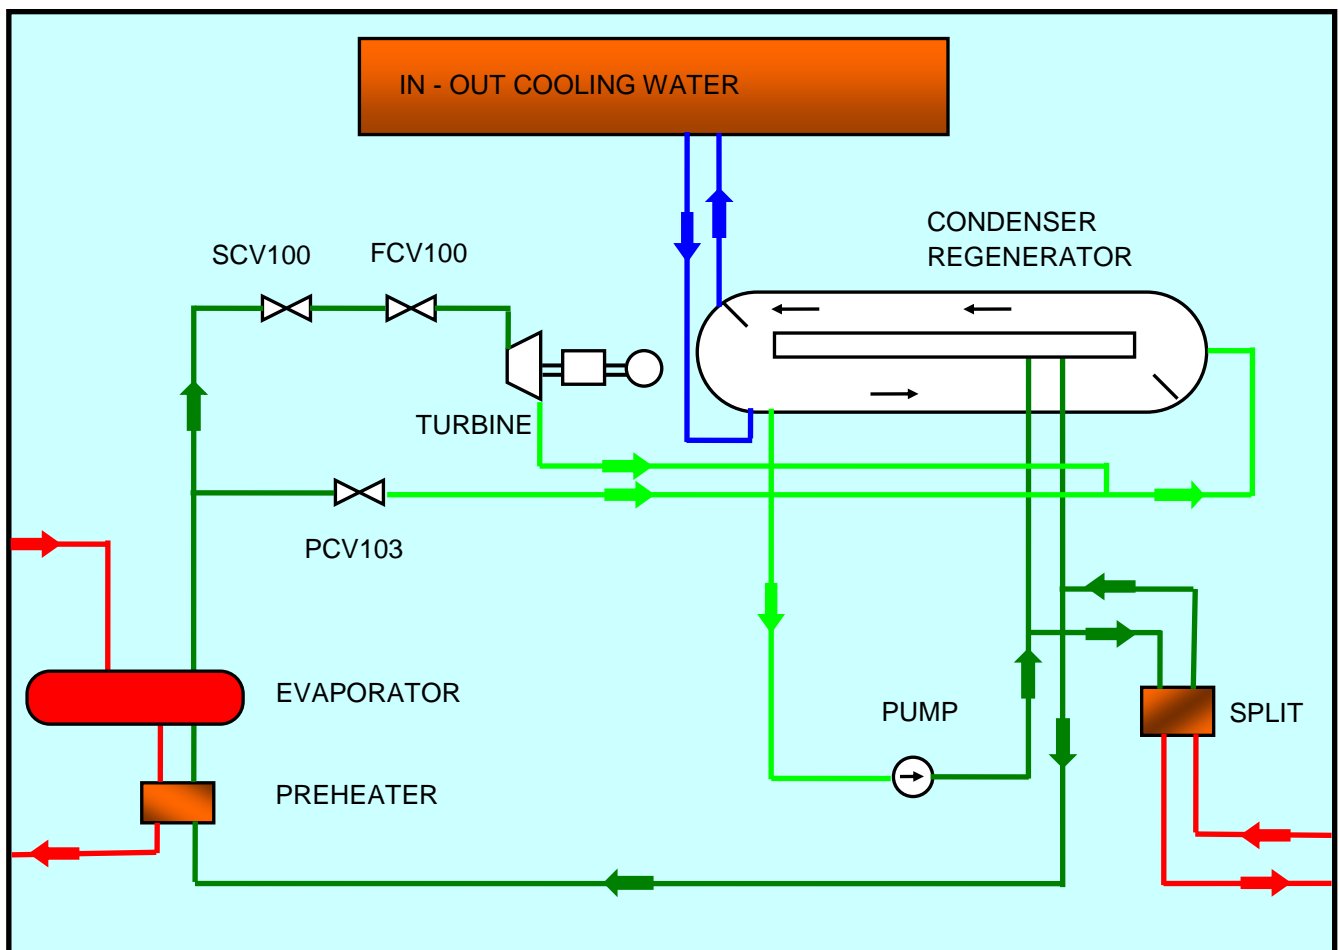 IN - OUT COOLING WATER
CONDENSER
REGENERATOR
SCV100
FCV100
TURBINE
PCV103
EVAPORATOR
PUMP
SPLIT
PREHEATER